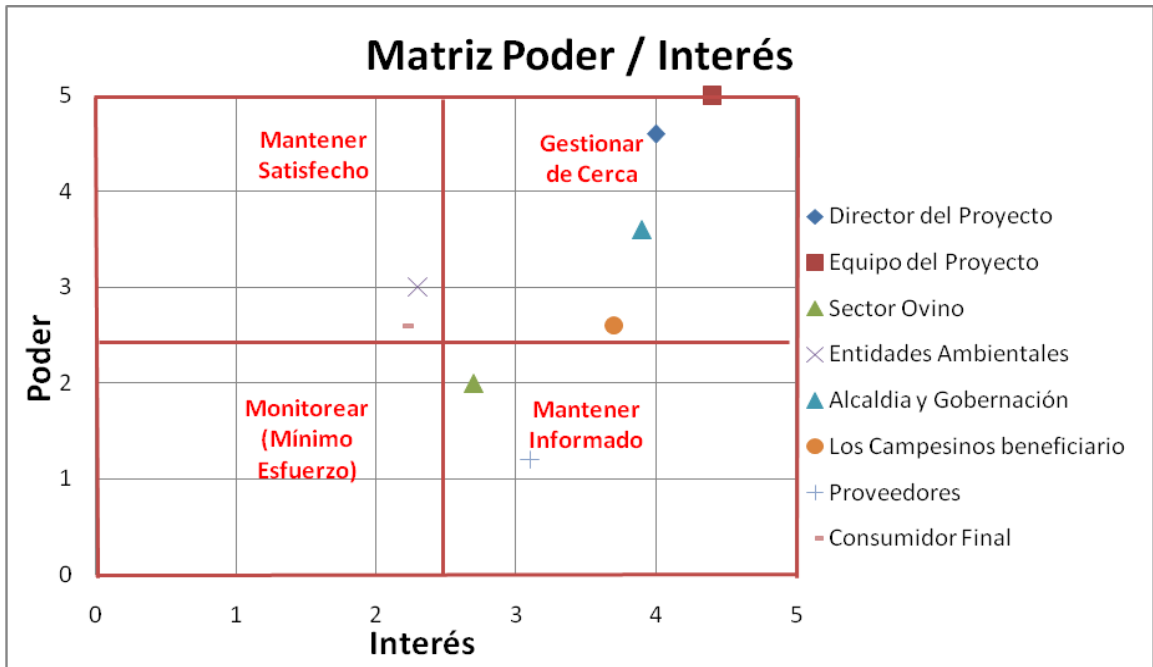 Matriz Poder / Interés
5
4
3
2
1
0
Poder
Mantener
Satisfecho
Gestionar
de Cerca
Monitorear
(Mínimo
Esfuerzo)
Mantener
Informado
0 1 2 3 4 5
Interés
Director del Proyecto
Equipo del Proyecto
Sector Ovino
Entidades Ambientales
Alcaldia y Gobernación
Los Campesinos beneficiario
Proveedores
Consumidor Final